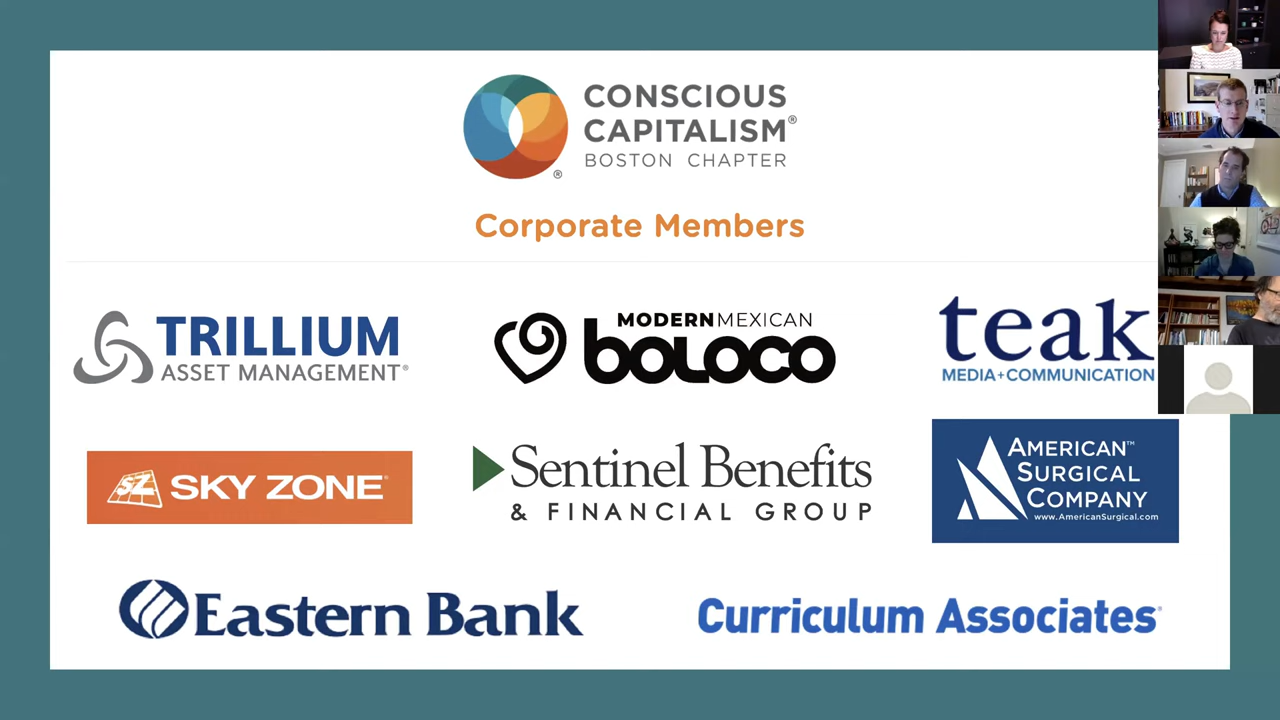 CONSCIOUS
CAPITALISM®
BOSTON CHAPTER
®
Corporate Members
TRILLIUM
ASSET MANAGEMENT®
MODERN MEXICAN
boloco
teak
MEDIA+COMMUNICATION
SZ SKY ZONE®
Sentinel Benefits
& FINANCIAL GROUP
AMERICAN™
SURGICAL
COMPANY
www.AmericanSurgical.com
Eastern Bank
Curriculum Associates®